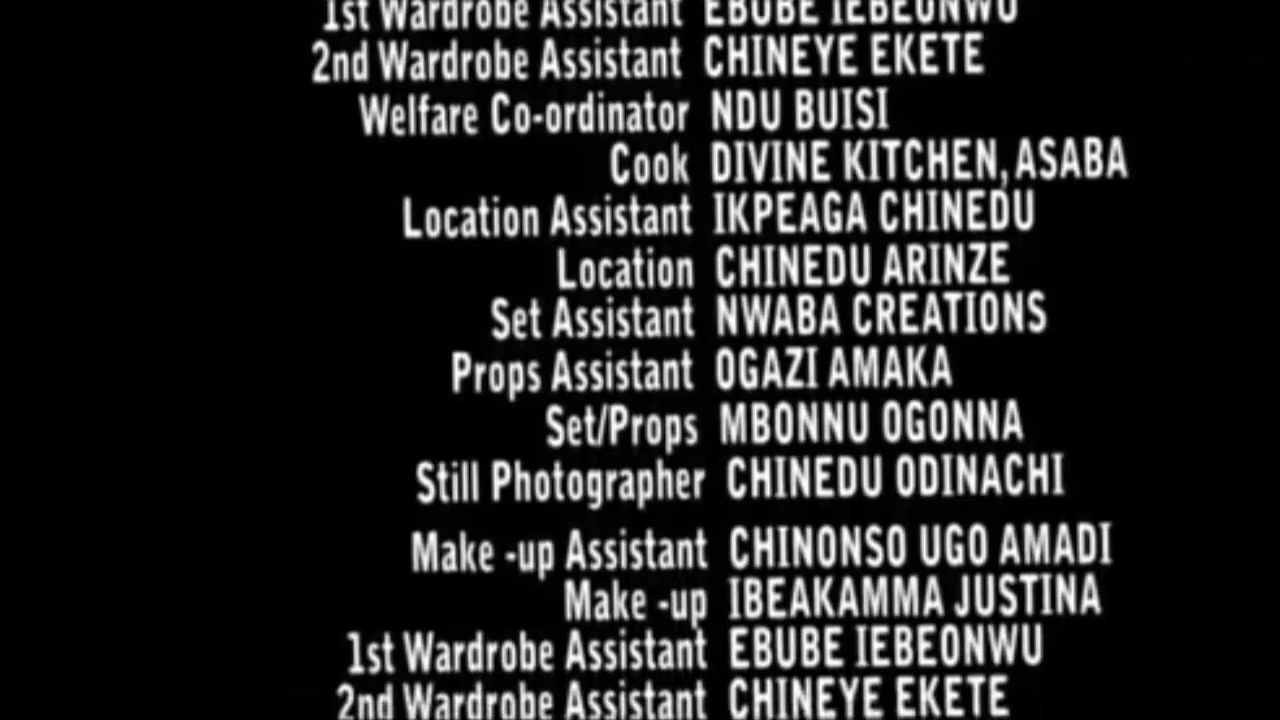 1st Wardrobe Assistant EBUBE IEBEONWU
2nd Wardrobe Assistant CHINEYE EKETE
Welfare Co-ordinator NDU BUISI
Cook DIVINE KITCHEN, ASABA
Location Assistant IKPEAGA CHINEDU
Location CHINEDU ARINZE
Set Assistant NWABA CREATIONS
Props Assistant OGAZI AMAKA
Set/Props MBONNU OGONNA
Still Photographer CHINEDU ODINACHI
Make -up Assistant CHINONSO UGO AMADI
Make -up IBEAKAMMA JUSTINA
1st Wardrobe Assistant EBUBE IEBEONWU
2nd Wardrobe Assistant CHINEYE EKETE